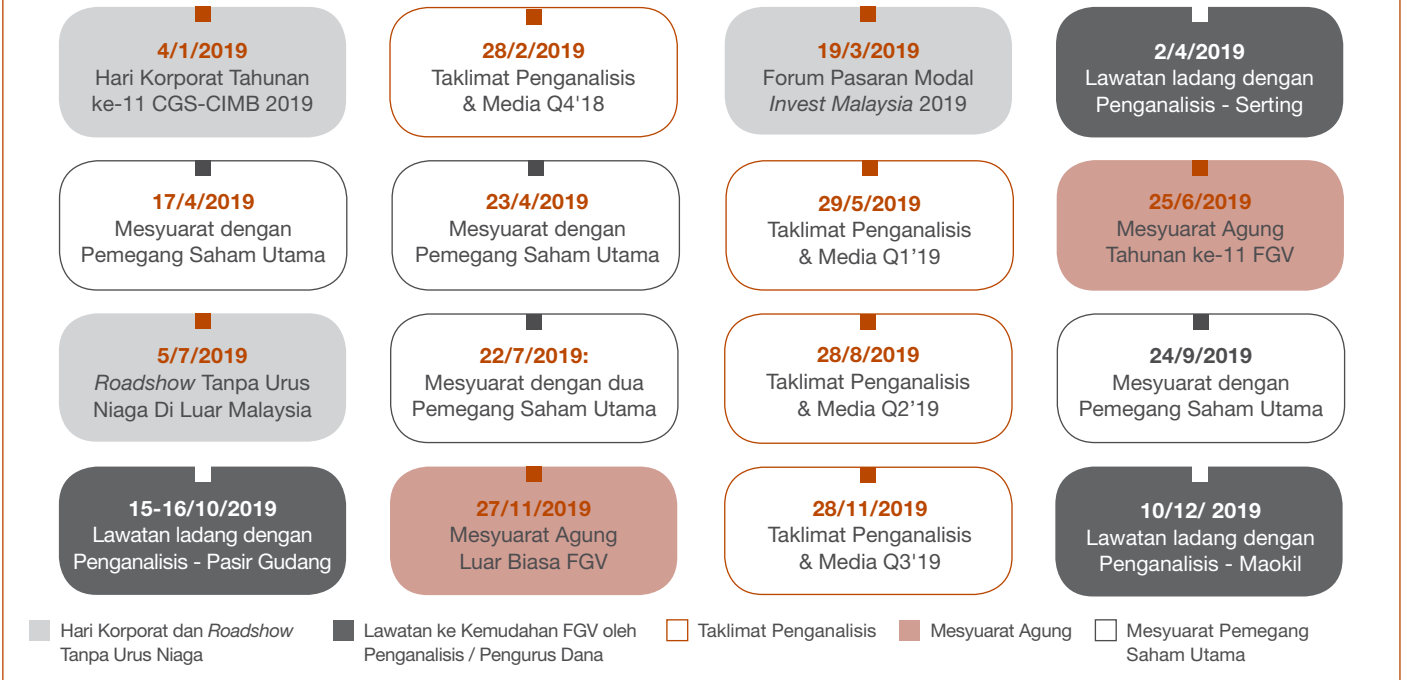 4/1/2019
Hari Korporat Tahunan
ke-11 CGS-CIMB 2019
28/2/2019
Taklimat Penganalisis
& Media Q4'18
19/3/2019
Forum Pasaran Modal
Invest Malaysia 2019
2/4/2019
Lawatan ladang dengan
Penganalisis - Serting
17/4/2019
Mesyuarat dengan
Pemegang Saham Utama
23/4/2019
Mesyuarat dengan
Pemegang Saham Utama
29/5/2019
Taklimat Penganalisis
& Media Q1’19
25/6/2019
Mesyuarat Agung
Tahunan ke-11 FGV
5/7/2019
Roadshow Tanpa Urus
Niaga Di Luar Malaysia
22/7/2019:
Mesyuarat dengan dua
Pemegang Saham Utama
28/8/2019
Taklimat Penganalisis
& Media Q2’19
24/9/2019
Mesyuarat dengan
Pemegang Saham Utama
15-16/10/2019
Lawatan ladang dengan
Penganalisis - Pasir Gudang
27/11/2019
Mesyuarat Agung
Luar Biasa FGV
28/11/2019
Taklimat Penganalisis
& Media Q3'19
10/12/ 2019
Lawatan ladang dengan
Penganalisis - Maokil
Hari Korporat dan Roadshow
Tanpa Urus Niaga
Lawatan ke Kemudahan FGV oleh
Penganalisis / Pengurus Dana
Taklimat Penganalisis
Mesyuarat Agung
Mesyuarat Pemegang
Saham Utama